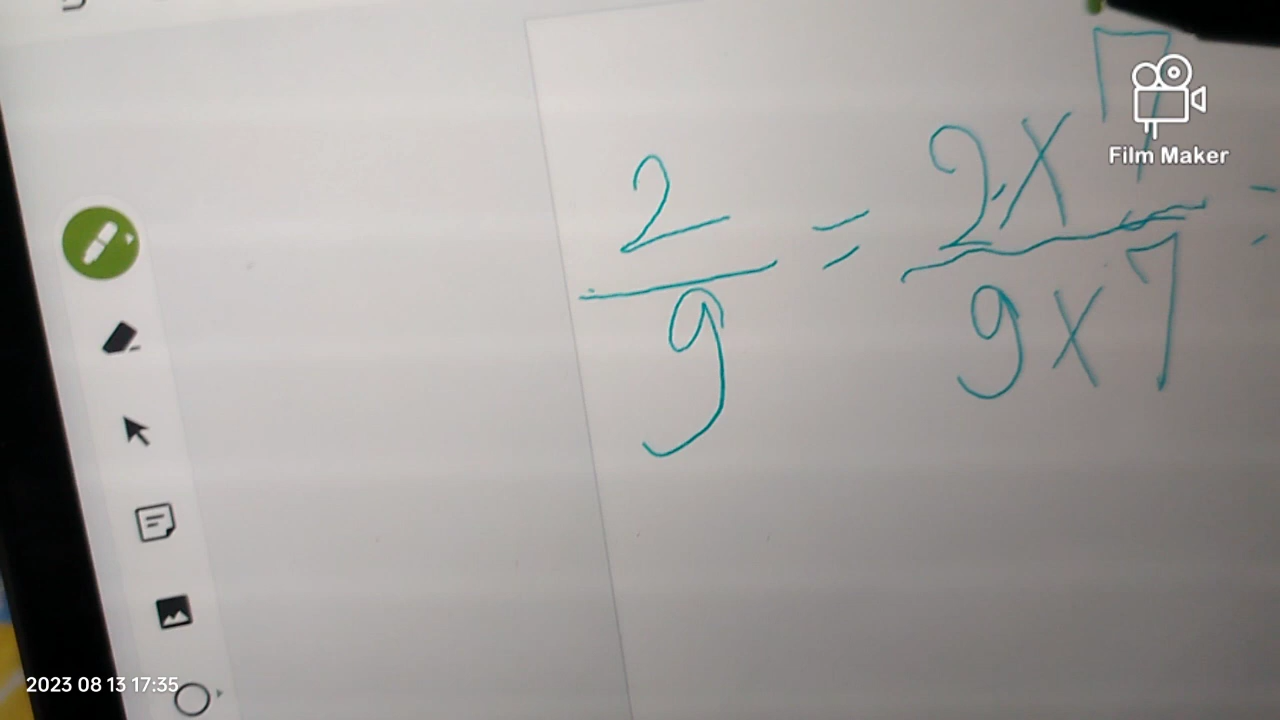 Film Maker
2/9 = 2x7/9x7 =
2023 08 13 17:35